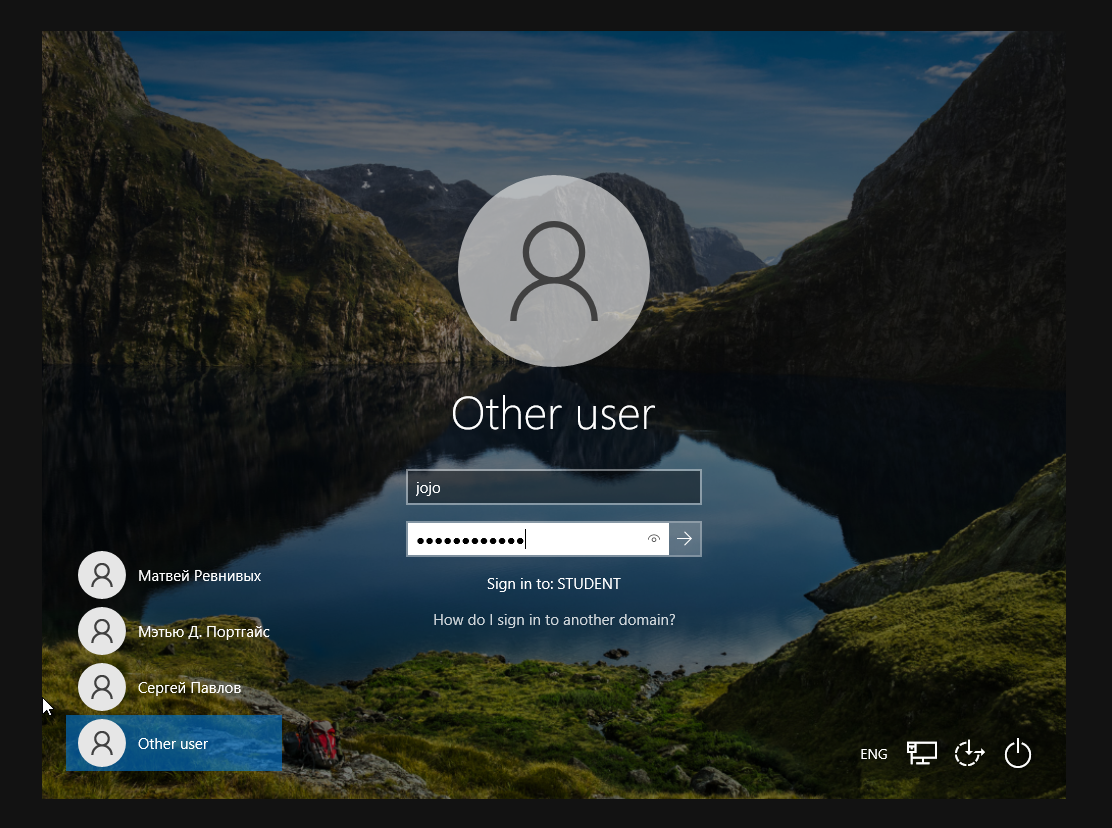 Other user
jojo
Sign in to: STUDENT
How do I sign in to another domain?
Матвей Ревнивых
Мэтью Д. Портгайс
Сергей Павлов
Other user
ENG